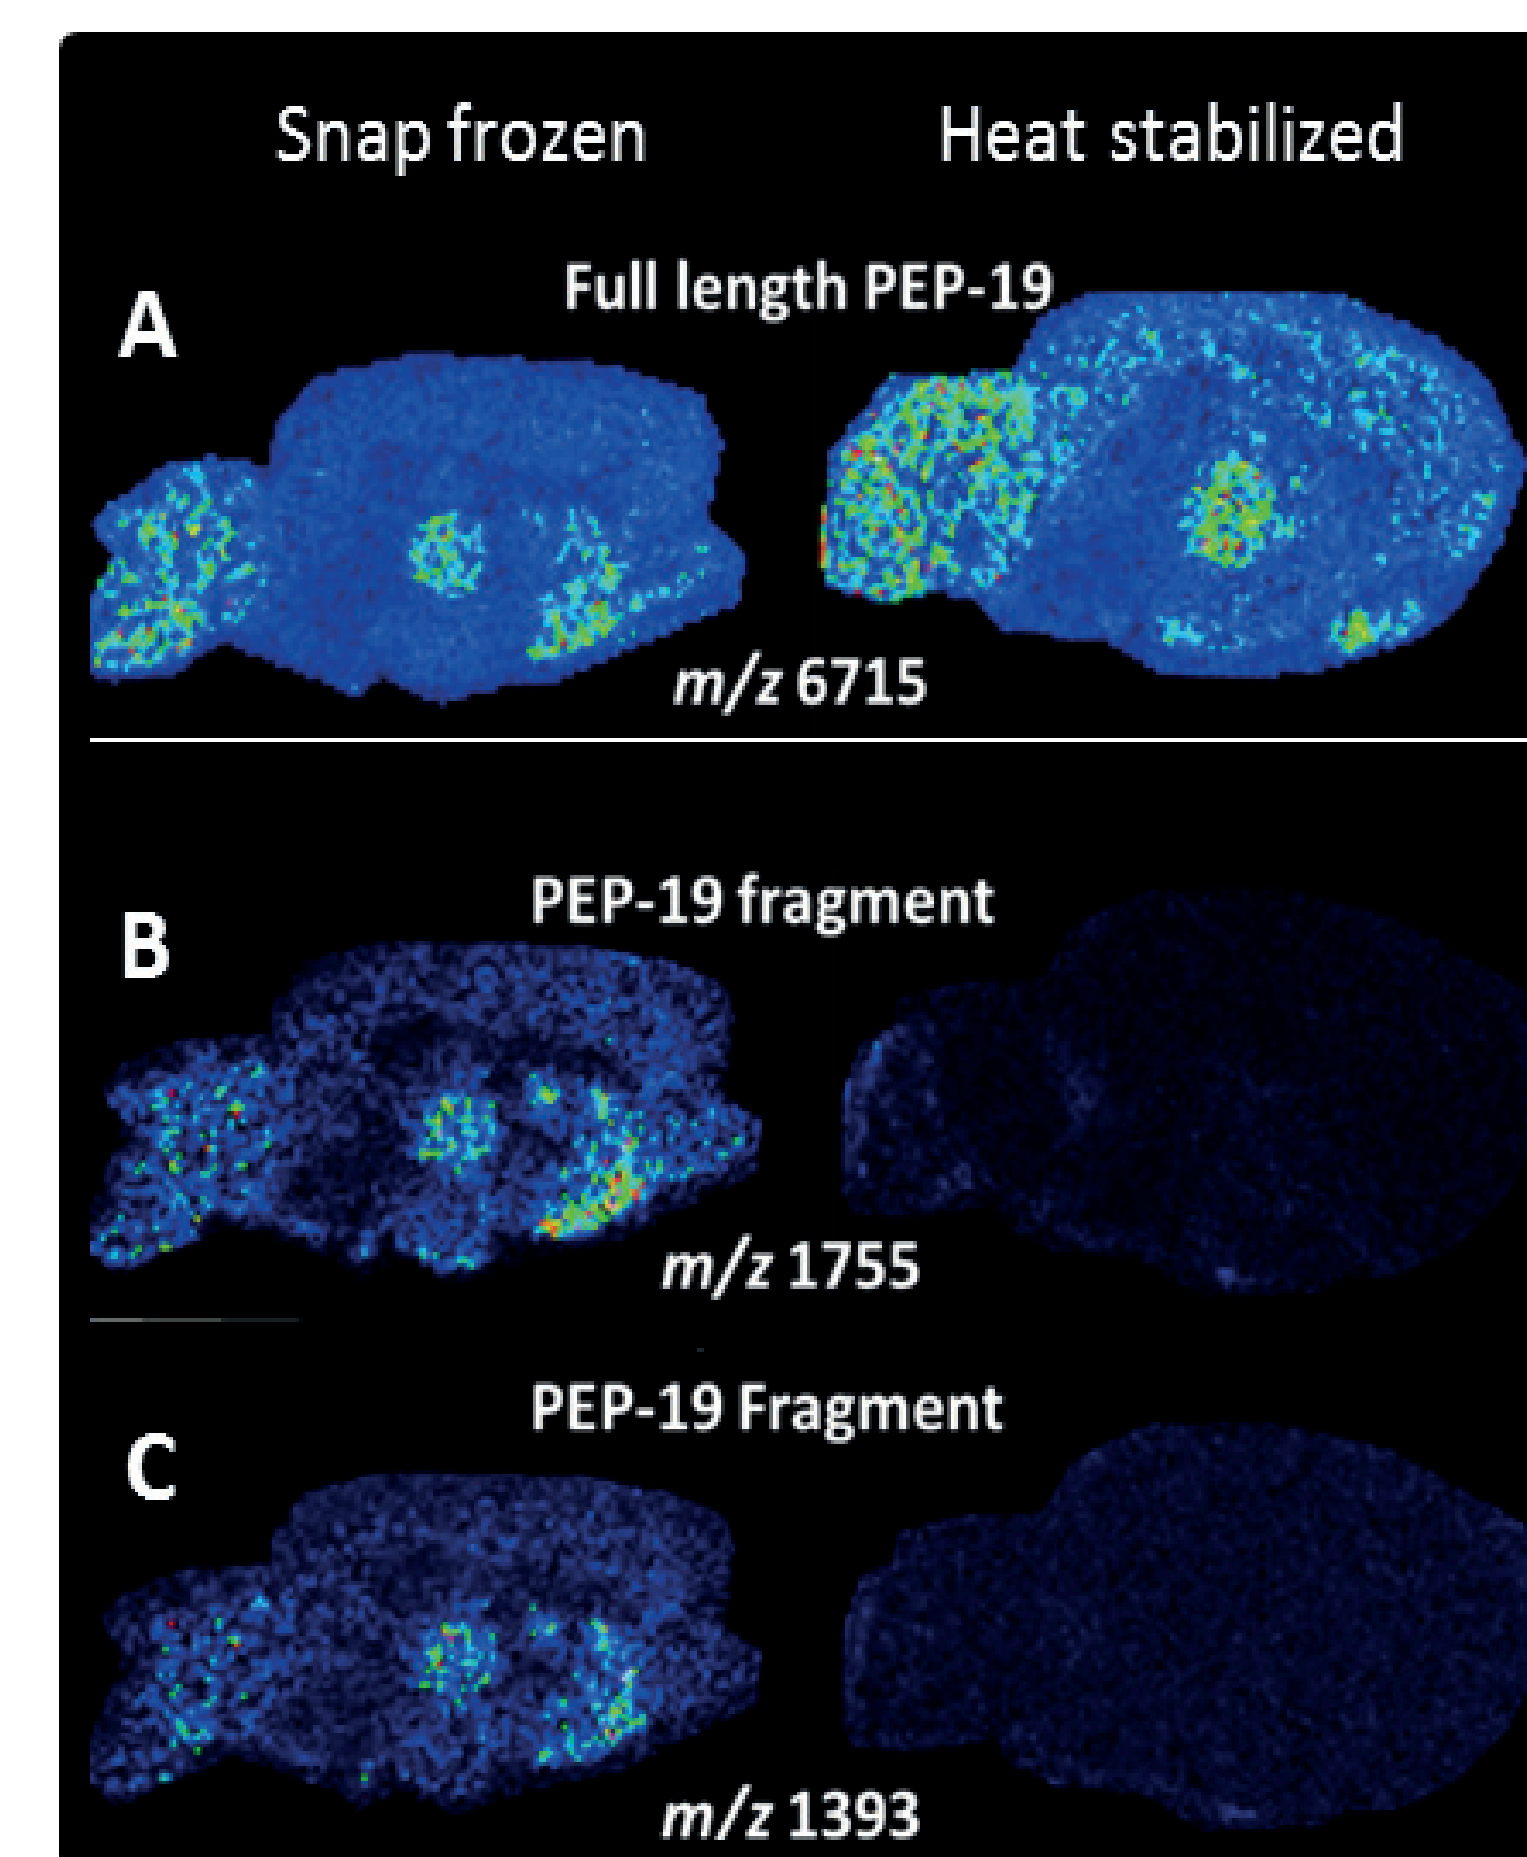 Snap frozen
Heat stabilized
Full length PEP-19
A
m/z 6715
PEP-19 fragment
B
m/z 1755
PEP-19 Fragment
C
m/z 1393